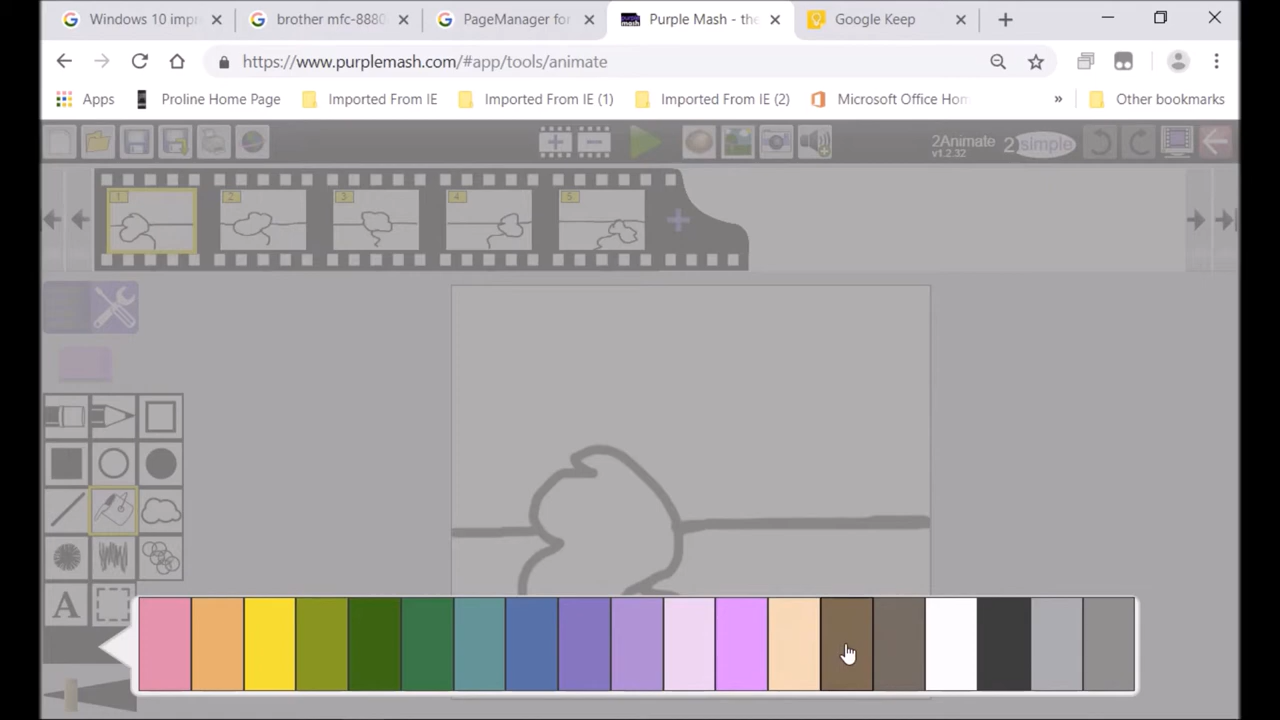 Windows 10 impr
brother mfc-8880
PageManager for
Purple Mash - the
Google Keep
https://www.purplemash.com/#app/tools/animate
Apps
Proline Home Page
Imported From IE
Imported From IE (1)
Imported From IE (2)
Microsoft Office Hom
»
Other bookmarks
2Animate
v1.2.32
2simple
1
2
3
4
5
A